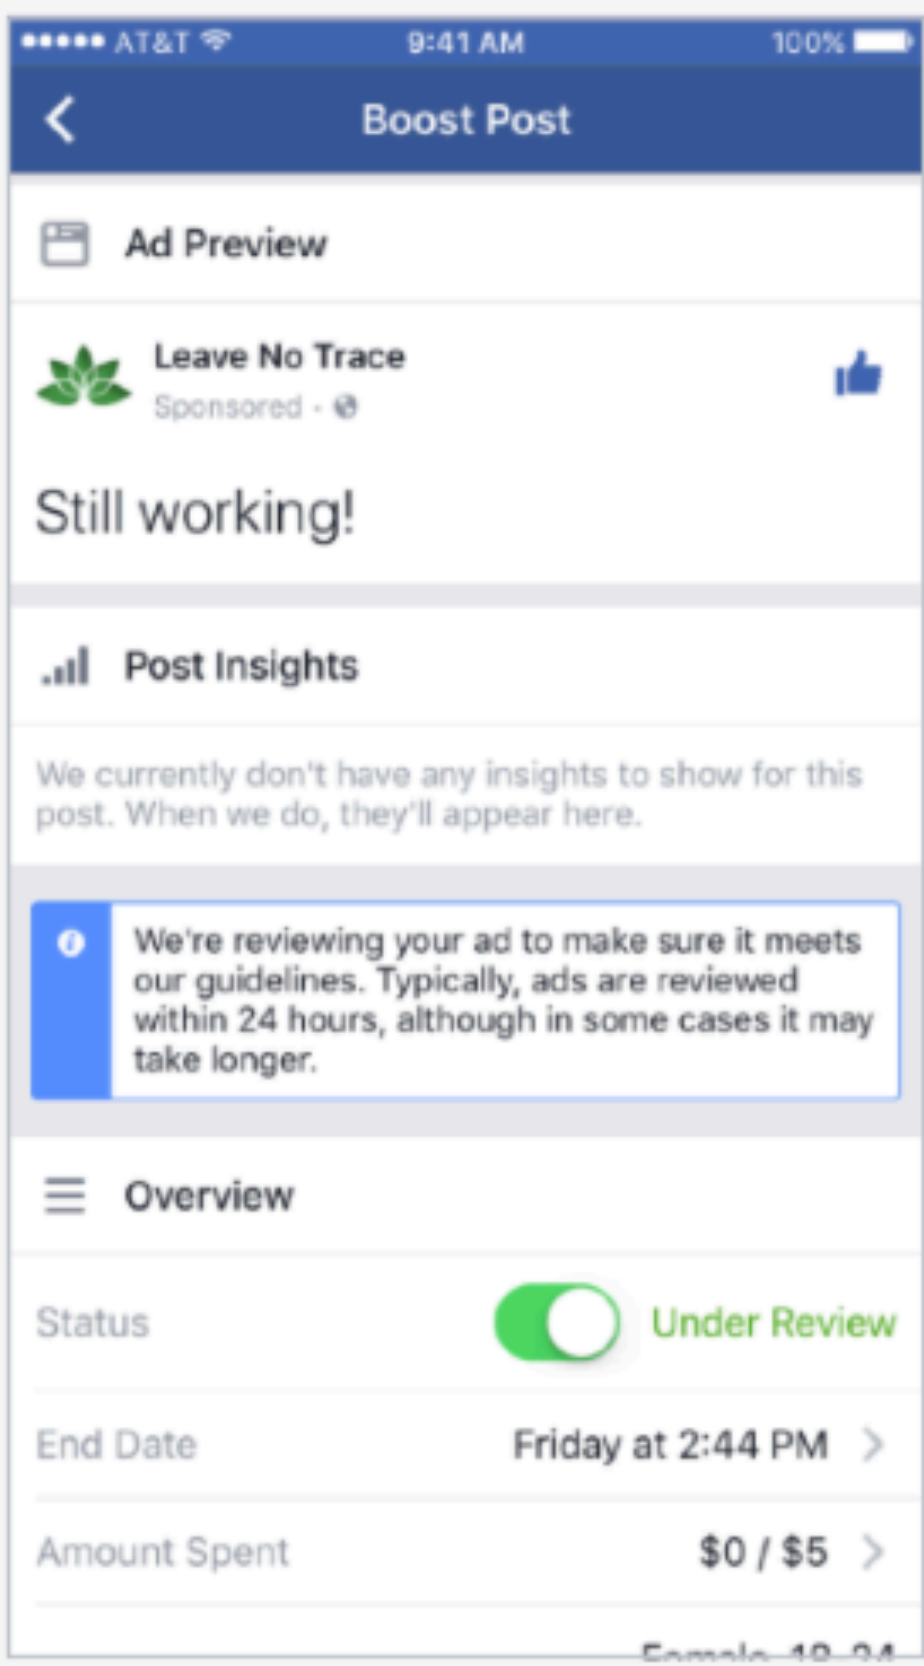 AT&T 9:41 AM 100%
Boost Post
Ad Preview
Leave No Trace
Sponsored ·
Still working!
Post Insights
We currently don't have any insights to show for this
post. When we do, they'll appear here.
We're reviewing your ad to make sure it meets
our guidelines. Typically, ads are reviewed
within 24 hours, although in some cases it may
take longer.
Overview
Status Under Review
End Date Friday at 2:44 PM
Amount Spent $0 / $5
Female, 18-24